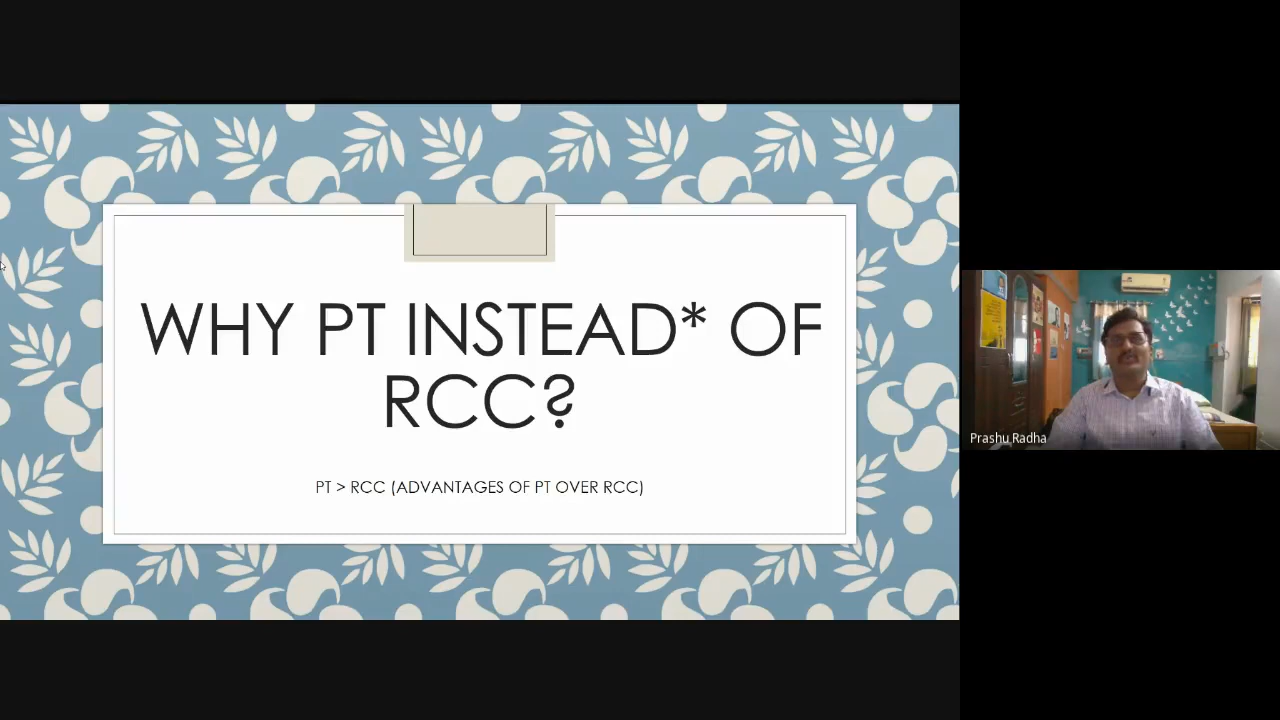 WHY PT INSTEAD* OF
RCC?
PT > RCC (ADVANTAGES OF PT OVER RCC)
Prashu Radha